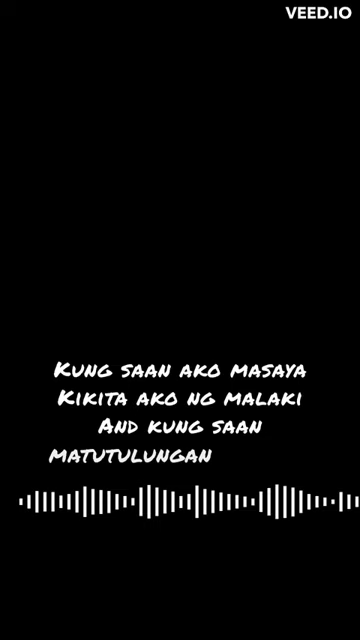 VEED.IO
Kung saan ako masaya
Kikita ako ng malaki
And kung saan
matutulungan